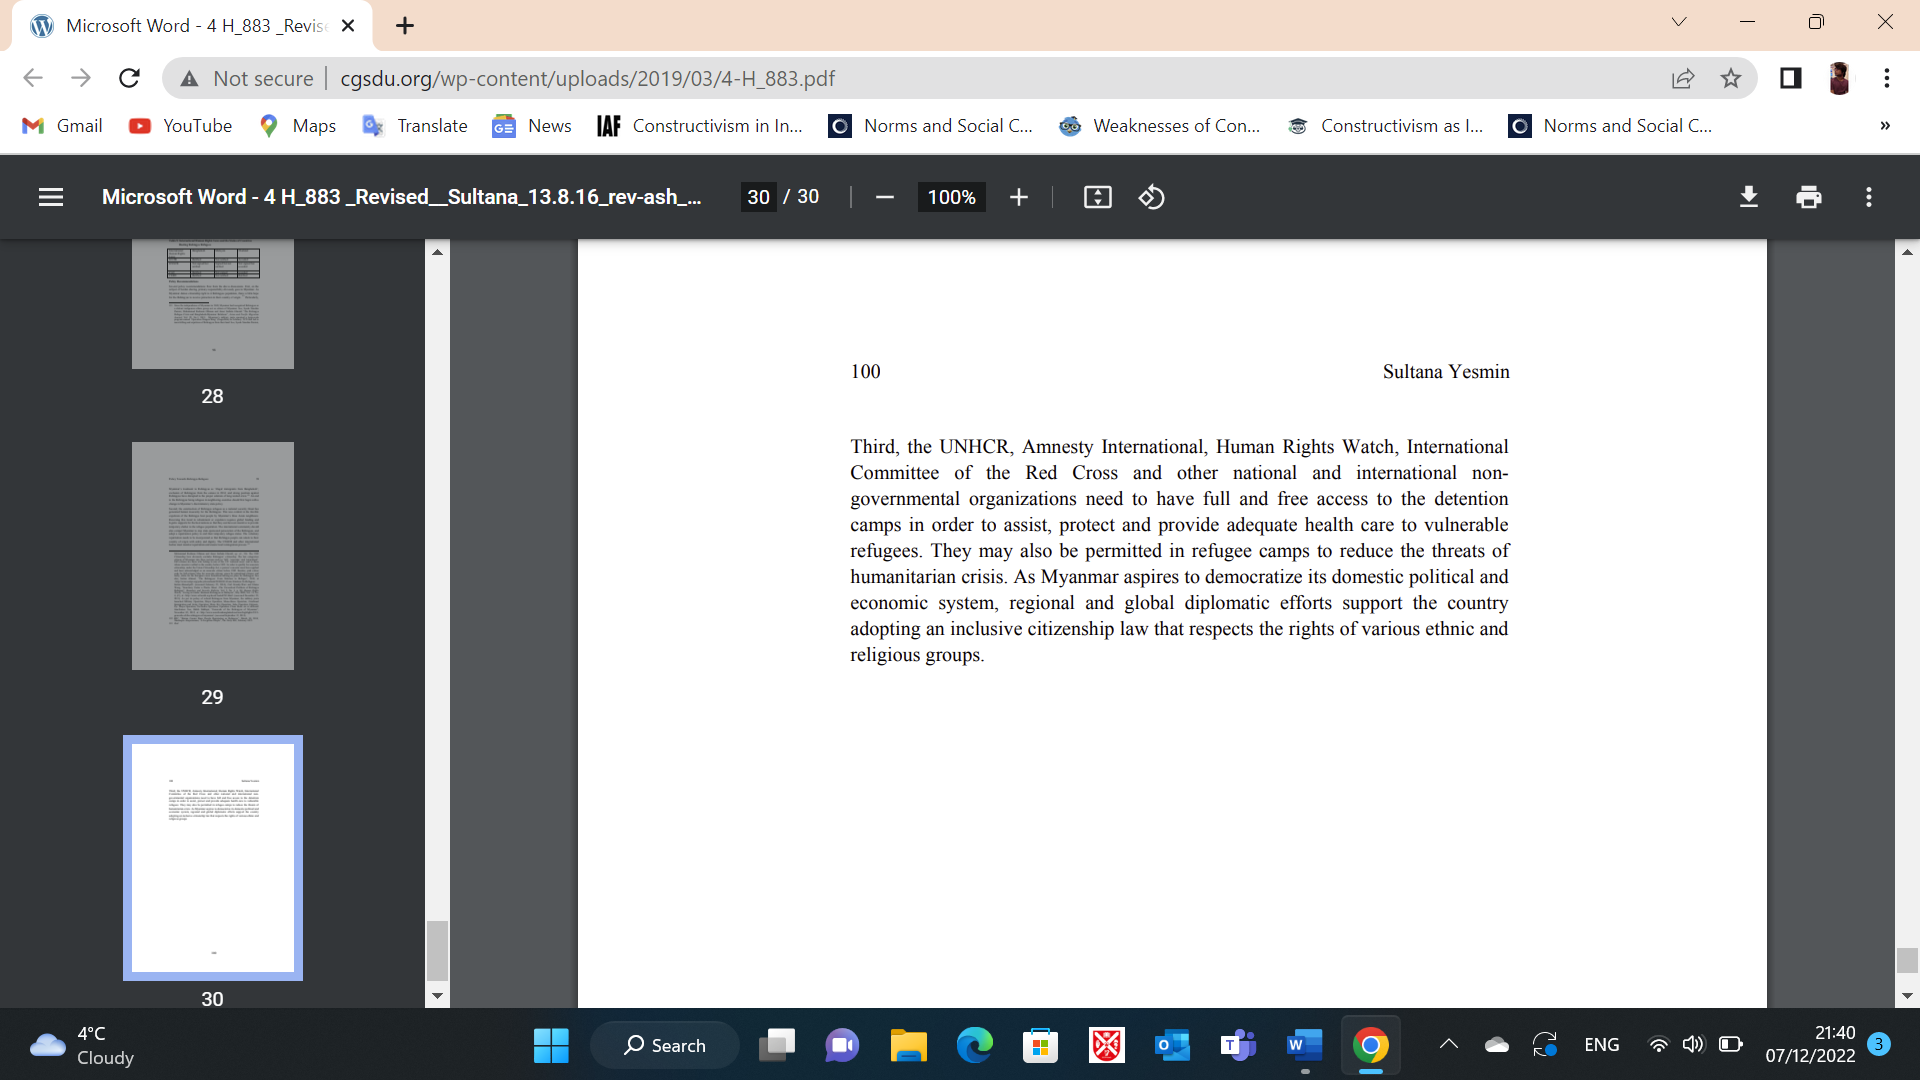 Microsoft Word - 4 H_883 _Revise
Not secure
cgsdu.org/wp-content/uploads/2019/03/4-H_883.pdf
Gmail
YouTube
Maps
Translate
News
IAF Constructivism in In...
Norms and Social C...
Weaknesses of Con...
Constructivism as I...
Norms and Social C...
»
Microsoft Word - 4 H_883 _Revised__Sultana_13.8.16_rev-ash_...
30 / 30
100%
28
29
30
100
Sultana Yesmin
Third, the UNHCR, Amnesty International, Human Rights Watch, International
Committee of the Red Cross and other national and international non-
governmental organizations need to have full and free access to the detention
camps in order to assist, protect and provide adequate health care to vulnerable
refugees. They may also be permitted in refugee camps to reduce the threats of
humanitarian crisis. As Myanmar aspires to democratize its domestic political and
economic system, regional and global diplomatic efforts support the country
adopting an inclusive citizenship law that respects the rights of various ethnic and
religious groups.
4°C
Cloudy
Search
ENG
21:40
07/12/2022
3